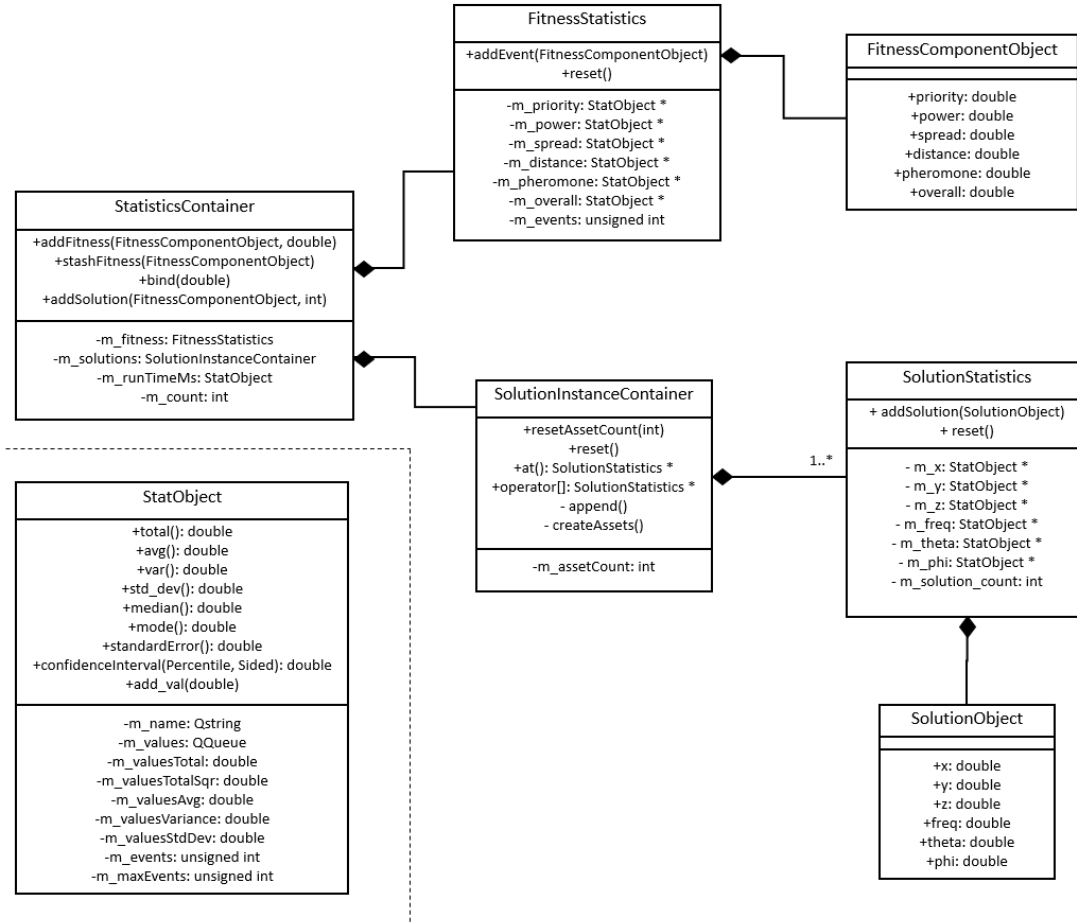 FitnessStatistics
+addEvent(FitnessComponentObject)
+reset()
-m_priority: StatObject *
-m_power: StatObject *
-m_spread: StatObject *
-m_distance: StatObject *
-m_pheromone: StatObject *
-m_overall: StatObject *
-m_events: unsigned int
FitnessComponentObject
+priority: double
+power: double
+spread: double
+distance: double
+pheromone: double
+overall: double
StatisticsContainer
+addFitness(FitnessComponentObject, double)
+stashFitness(FitnessComponentObject)
+bind(double)
+addSolution(FitnessComponentObject, int)
-m_fitness: FitnessStatistics
-m_solutions: SolutionInstanceContainer
-m_runTimeMs: StatObject
-m_count: int
SolutionInstanceContainer
+resetAssetCount(int)
+reset()
+at(): SolutionStatistics *
+operator[]: SolutionStatistics *
- append()
- createAssets()
-m_assetCount: int
1..*
SolutionStatistics
+ addSolution(SolutionObject)
+ reset()
- m_x: StatObject *
- m_y: StatObject *
- m_z: StatObject *
- m_freq: StatObject *
- m_theta: StatObject *
- m_phi: StatObject *
- m_solution_count: int
StatObject
+total(): double
+avg(): double
+var(): double
+std_dev(): double
+median(): double
+mode(): double
+standardError(): double
+confidenceInterval(Percentile, Sided): double
+add_val(double)
-m_name: Qstring
-m_values: QQueue
-m_valuesTotal: double
-m_valuesTotalSqr: double
-m_valuesAvg: double
-m_valuesVariance: double
-m_valuesStdDev: double
-m_events: unsigned int
-m_maxEvents: unsigned int
SolutionObject
+x: double
+y: double
+z: double
+freq: double
+theta: double
+phi: double